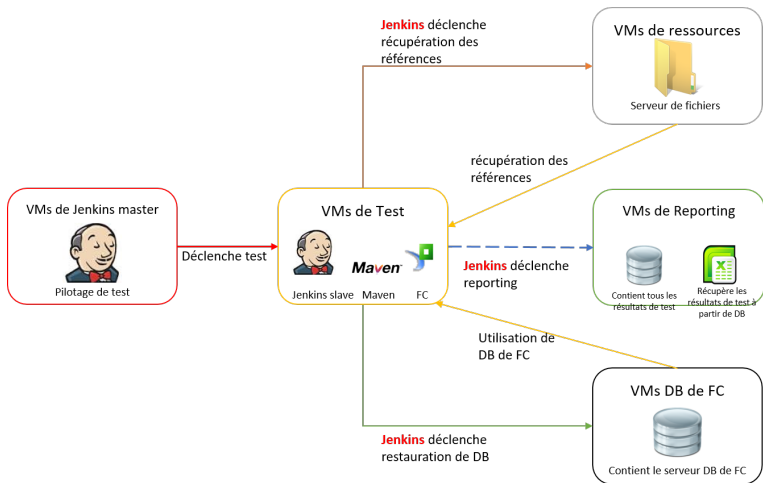 Jenkins déclenche
récupération des
références
VMs de ressources
Serveur de fichiers
récupération des
références
VMs de Jenkins master
Pilotage de test
Déclenche test
VMs de Test
Maven
Jenkins slave
Maven
FC
Jenkins déclenche
reporting
VMs de Reporting
Contient tous les
résultats de test
Récupère les
résultats de test à
partir de DB
Utilisation de
DB de FC
Jenkins déclenche
restauration de DB
VMs DB de FC
Contient le serveur DB de FC